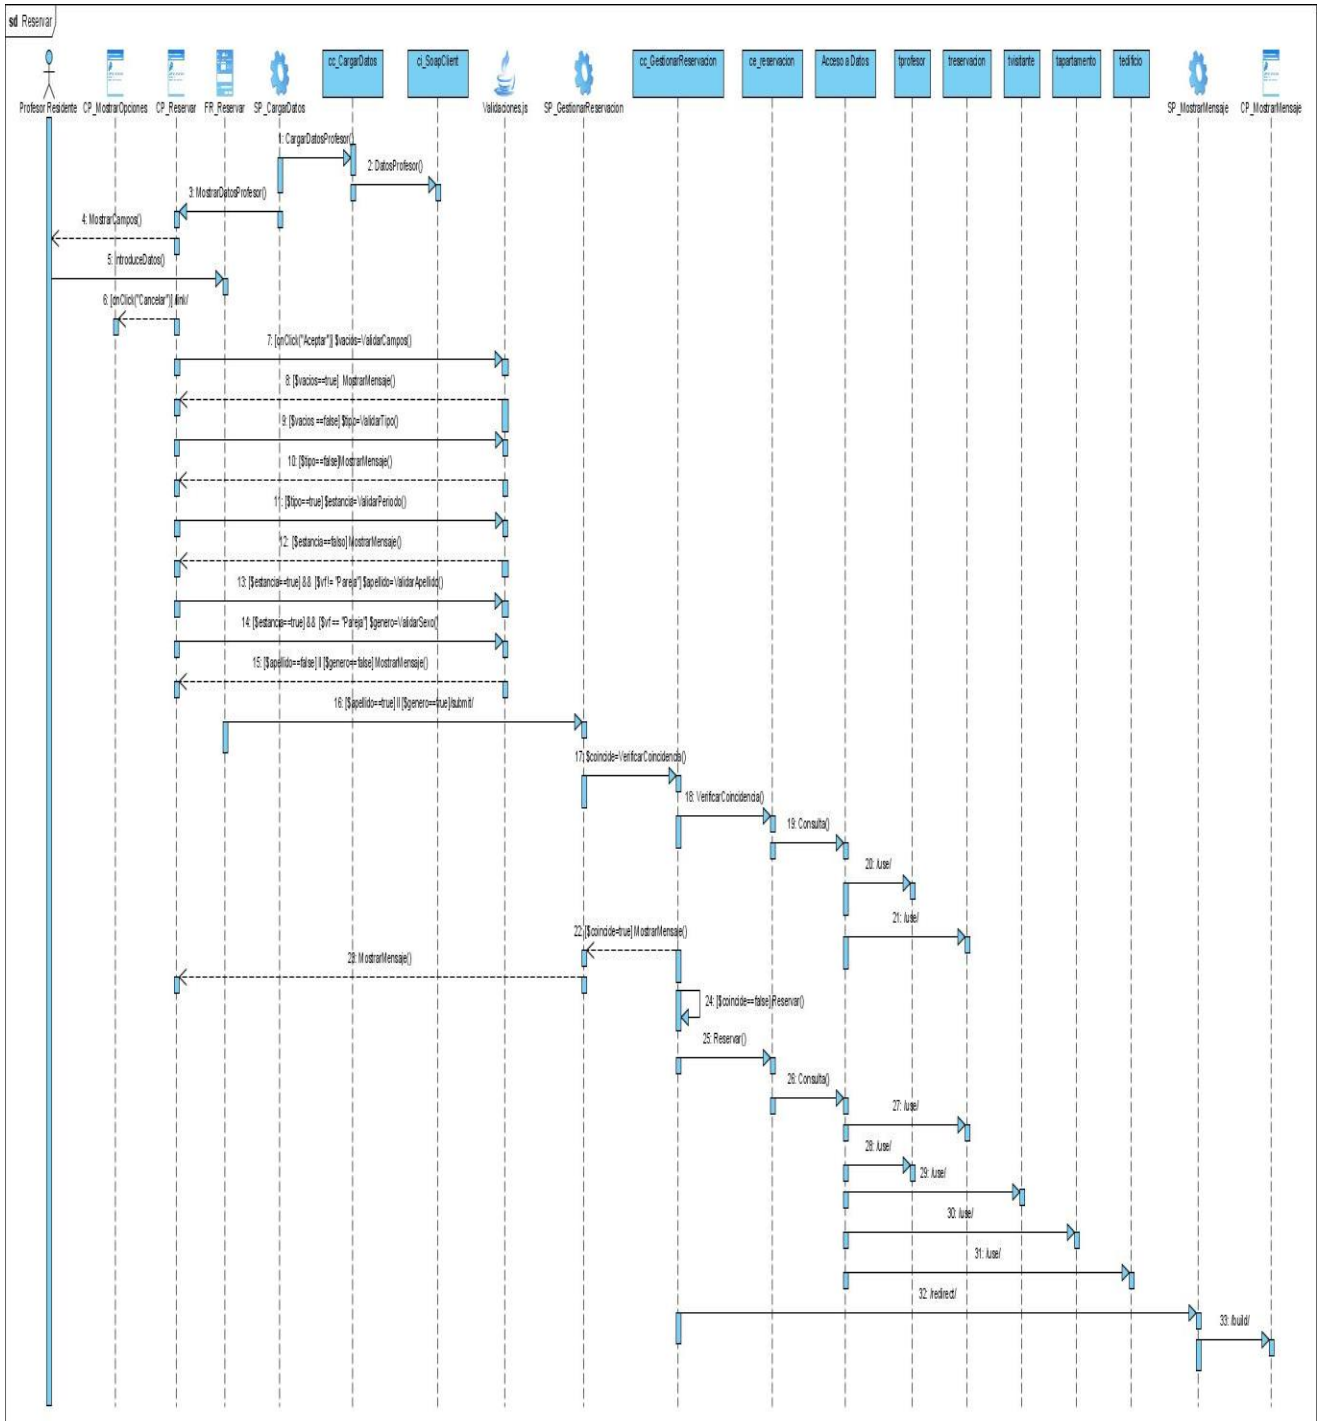 sd Reservar
Profesor Residente
CP_MostrarOpciones
CP_Reservar
FR_Reservar
SP_CargarDatos
cc_CargarDatos
ci_SoapClient
Validaciones.js
SP_GestionarReservacion
cc_GestionarReservacion
ce_reservacion
Acceso a Datos
tprofesor
treservacion
tvisitante
tapartamento
tedificio
SP_MostrarMensaje
CP_MostrarMensaje
1: CargarDatosProfesor()
2: DatosProfesor()
3: MostrarDatosProfesor()
4: MostrarCampos()
5: IntroduceDatos()
6: [onClick("Cancelar")] /link/
7: [onClick("Aceptar")] $vacios=ValidarCampos()
8: [$vacios==true] MostrarMensaje()
9: [$vacios ==false] $tipo=ValidarTipo()
10: [$tipo==false]MostrarMensaje()
11: [$tipo==true] $estancia=ValidarPeriodo()
12: [$estancia==falso] MostrarMensaje()
13: [$estancia==true] && [$vf != "Pareja"] $apellido=ValidarApellido()
14: [$estancia==true] && [$vf == "Pareja"] $genero=ValidarSexo()
15: [$apellido==false] || [$genero==false] MostrarMensaje()
16: [$apellido==true] || [$genero==true]/submit/
17: $coincide=VerificarCoincidencia()
18: VerificarCoincidencia()
19: Consulta()
20: /use/
21: /use/
22: [$coincide=true] MostrarMensaje()
23: MostrarMensaje()
24: [$coincide==false] Reservar()
25: Reservar()
26: Consulta()
27: /use/
28: /use/
29: /use/
30: /use/
31: /use/
32: /redirect/
33: /build/